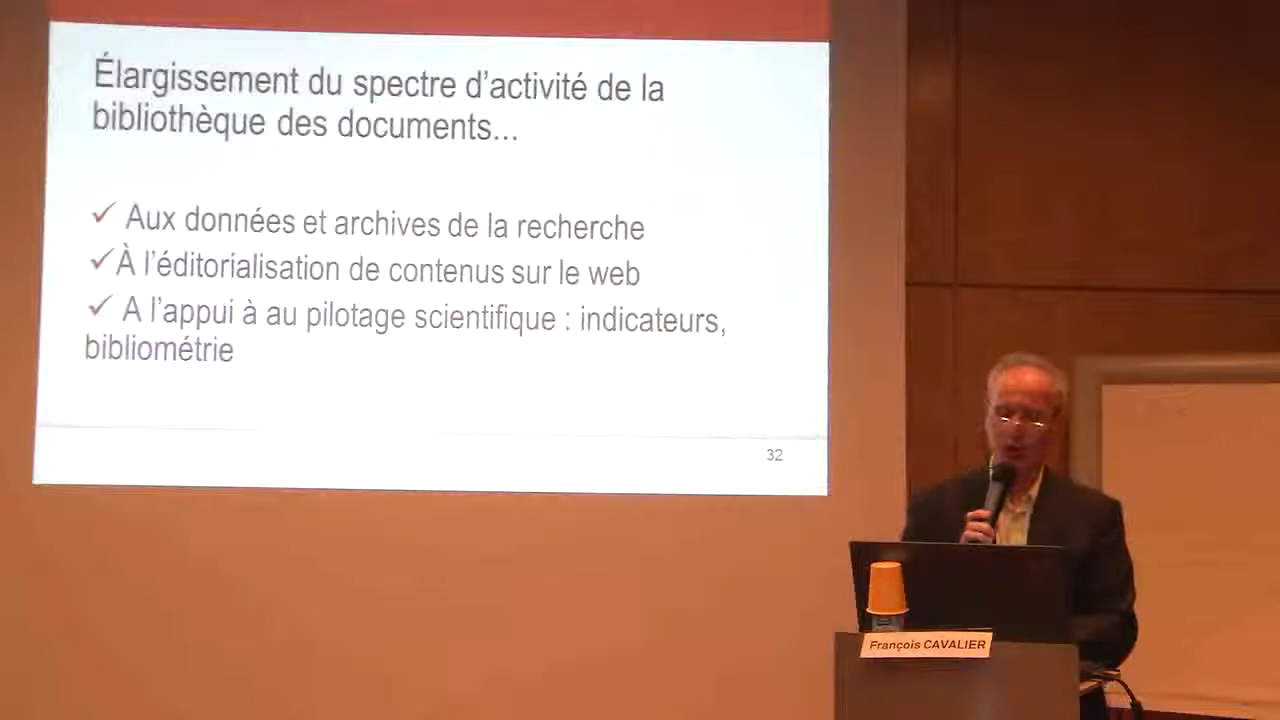 Élargissement du spectre d'activité de la
bibliothèque des documents...
✓ Aux données et archives de la recherche
✓À l'éditorialisation de contenus sur le web
✓ A l'appui à au pilotage scientifique : indicateurs,
bibliométrie
32
François CAVALIER